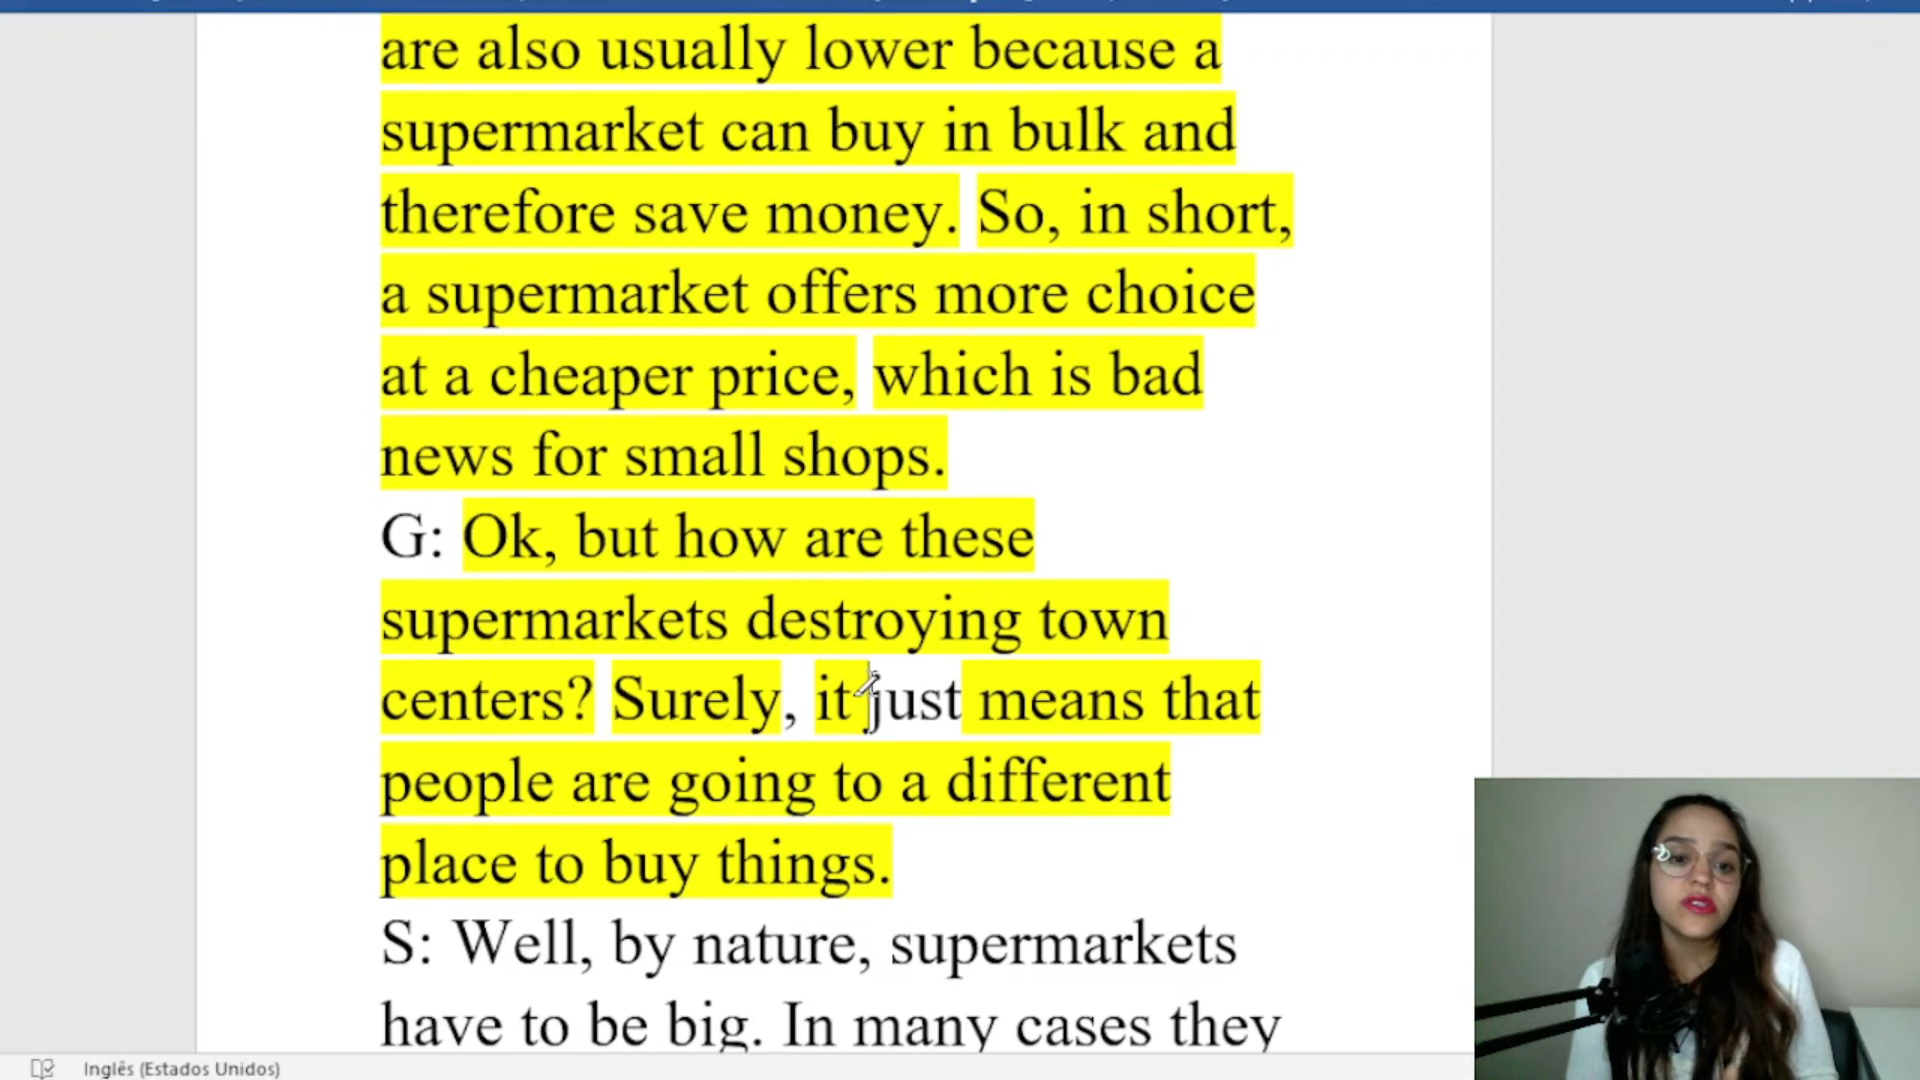 are also usually lower because a
supermarket can buy in bulk and
therefore save money. So, in short,
a supermarket offers more choice
at a cheaper price, which is bad
news for small shops.
G: Ok, but how are these
supermarkets destroying town
centers? Surely, it just means that
people are going to a different
place to buy things.
S: Well, by nature, supermarkets
have to be big. In many cases they
Inglês (Estados Unidos)